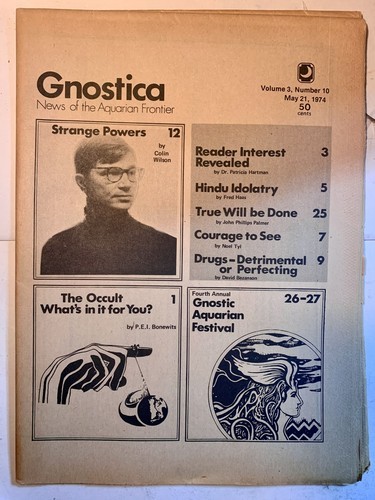 Gnostica
News of the Aquarian Frontier
Volume 3, Number 10
May 21, 1974
50
cents
Strange Powers 12
by
Colin
Wilson
Reader Interest 3
Revealed
by Dr. Patricia Hartman
Hindu Idolatry 5
by Fred Haas
True Will be Done 25
by John Phillips Palmer
Courage to See 7
by Noel Tyl
Drugs–Detrimental 9
or Perfecting
by David Bezanson
The Occult 1
What's in it for You?
by P.E.I. Bonewits
Fourth Annual
Gnostic 26–27
Aquarian
Festival